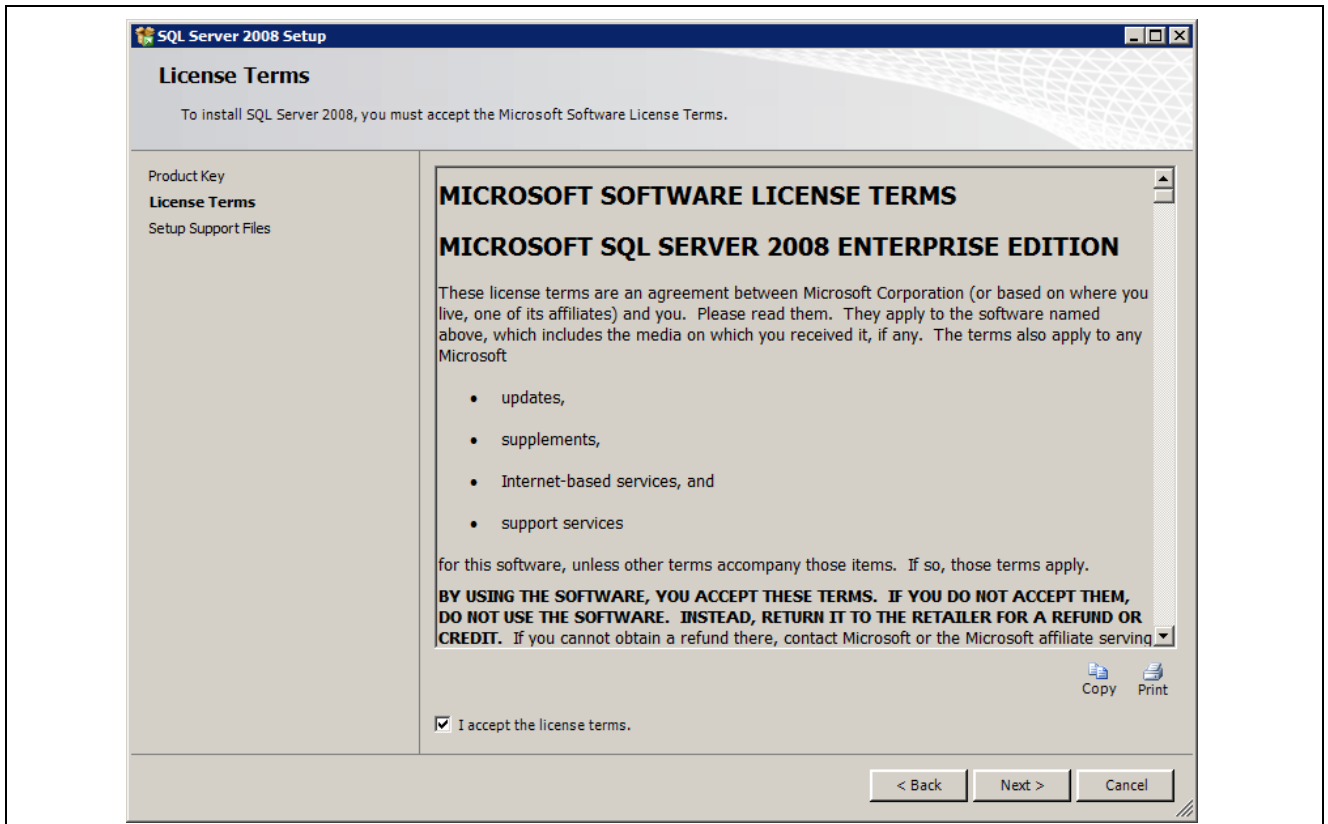 SQL Server 2008 Setup
License Terms
To install SQL Server 2008, you must accept the Microsoft Software License Terms.
Product Key
License Terms
Setup Support Files
MICROSOFT SOFTWARE LICENSE TERMS
MICROSOFT SQL SERVER 2008 ENTERPRISE EDITION
These license terms are an agreement between Microsoft Corporation (or based on where you
live, one of its affiliates) and you.  Please read them.  They apply to the software named
above, which includes the media on which you received it, if any.  The terms also apply to any
Microsoft
• updates,
• supplements,
• Internet-based services, and
• support services
for this software, unless other terms accompany those items.  If so, those terms apply.
BY USING THE SOFTWARE, YOU ACCEPT THESE TERMS.  IF YOU DO NOT ACCEPT THEM,
DO NOT USE THE SOFTWARE.  INSTEAD, RETURN IT TO THE RETAILER FOR A REFUND OR
CREDIT.  If you cannot obtain a refund there, contact Microsoft or the Microsoft affiliate serving
Copy Print
I accept the license terms.
< Back Next > Cancel